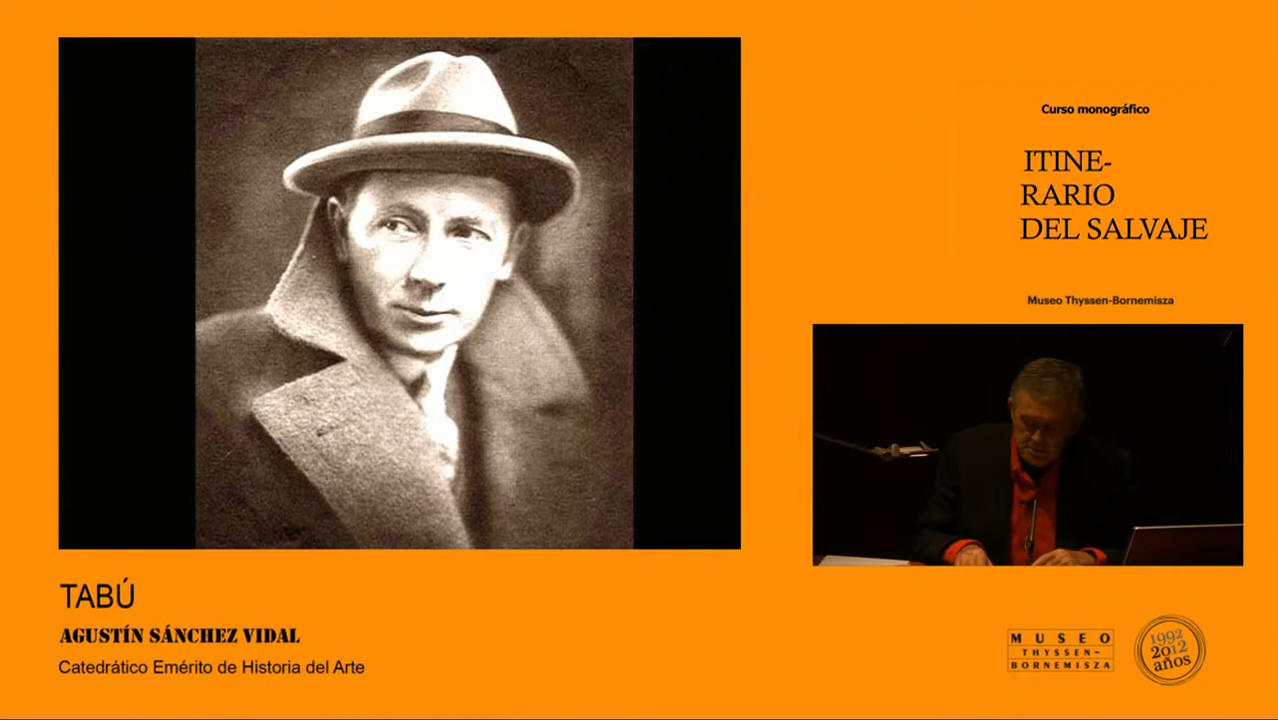 Curso monográfico
ITINE-
RARIO
DEL SALVAJE
Museo Thyssen-Bornemisza
TABÚ
AGUSTÍN SÁNCHEZ VIDAL
Catedrático Emérito de Historia del Arte
MUSEO
THYSSEN-
BORNEMISZA
1992
2012
años